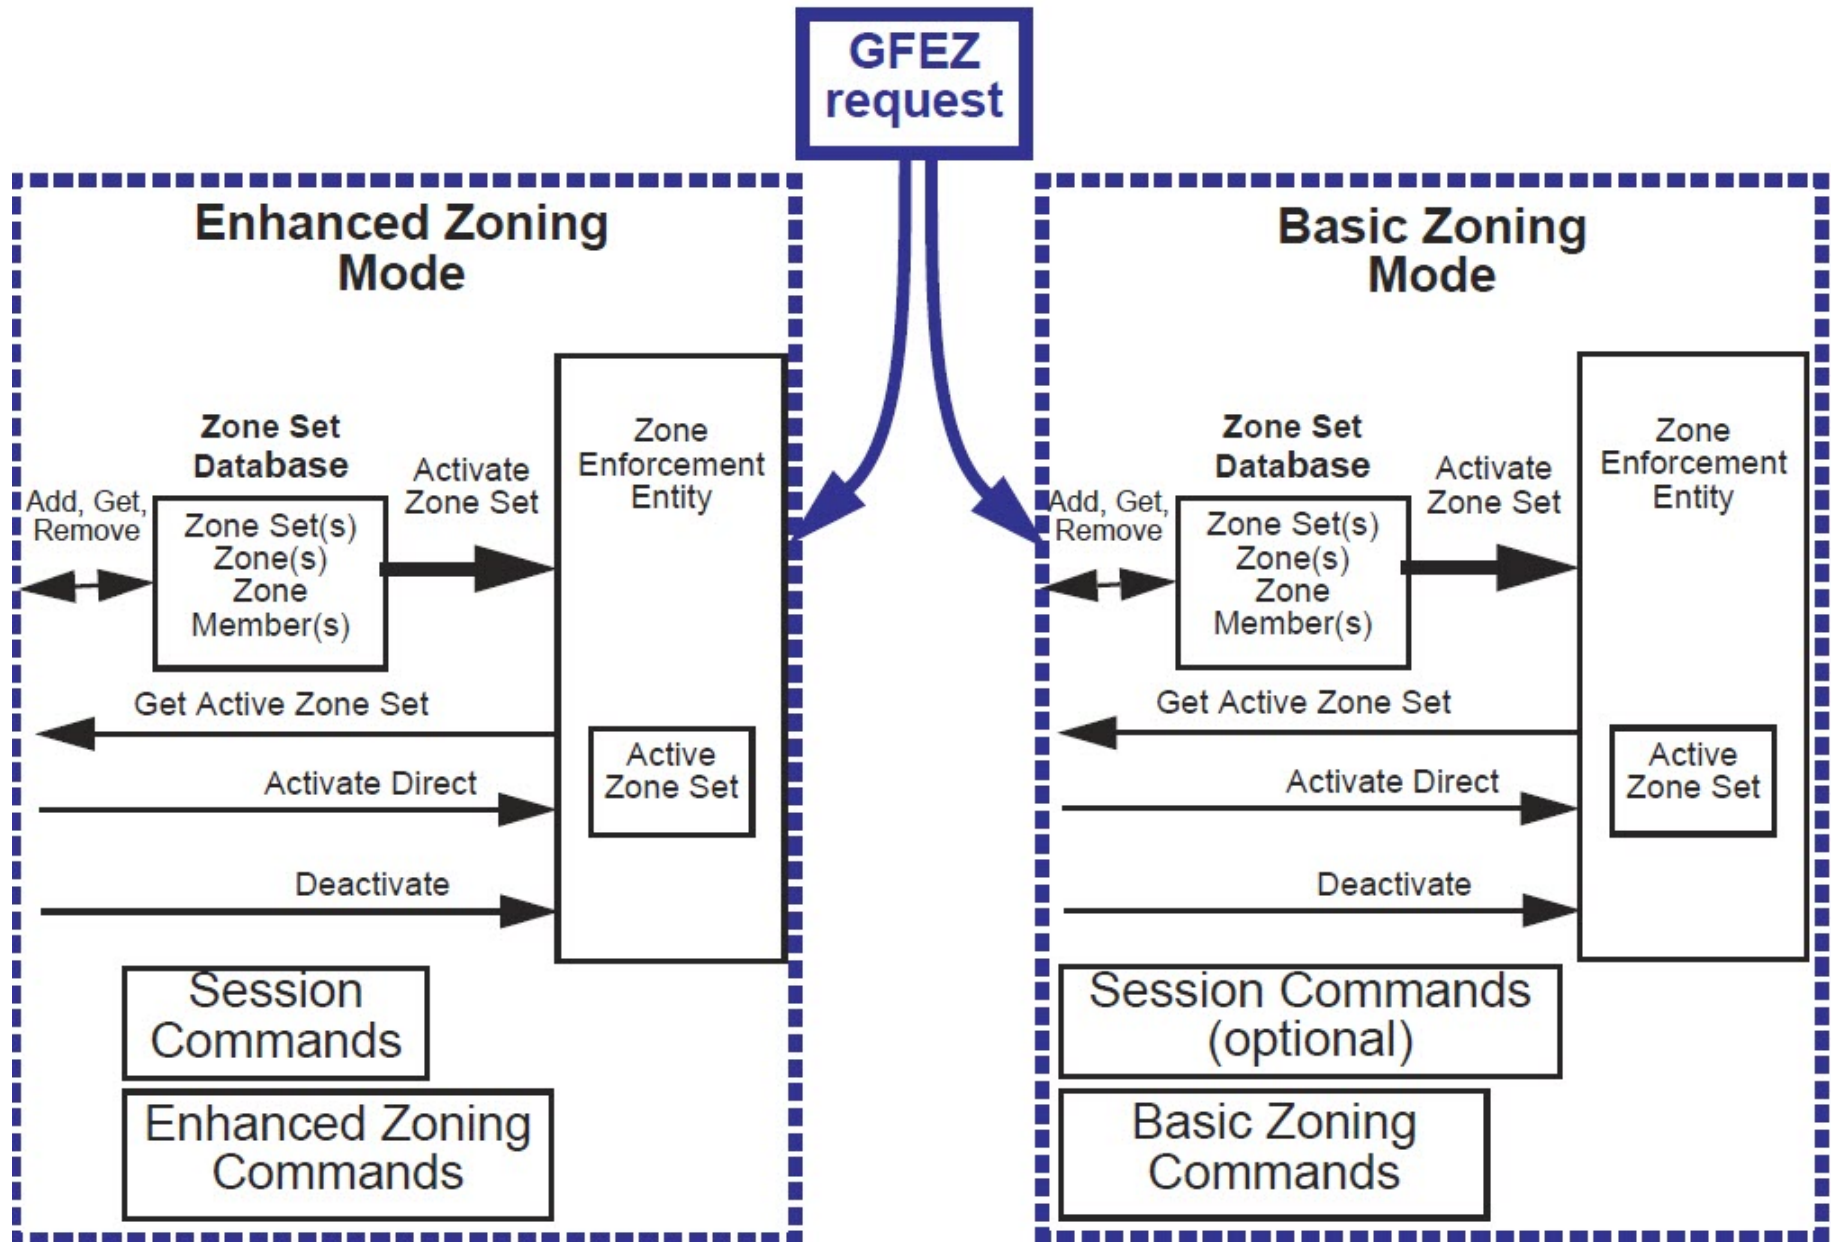 GFEZ
request
Enhanced Zoning
Mode
Zone Set
Database
Activate
Zone Set
Zone
Enforcement
Entity
Add, Get,
Remove
Zone Set(s)
Zone(s)
Zone
Member(s)
Get Active Zone Set
Active
Zone Set
Activate Direct
Deactivate
Session
Commands
Enhanced Zoning
Commands
Basic Zoning
Mode
Zone Set
Database
Activate
Zone Set
Zone
Enforcement
Entity
Add, Get,
Remove
Zone Set(s)
Zone(s)
Zone
Member(s)
Get Active Zone Set
Active
Zone Set
Activate Direct
Deactivate
Session Commands
(optional)
Basic Zoning
Commands